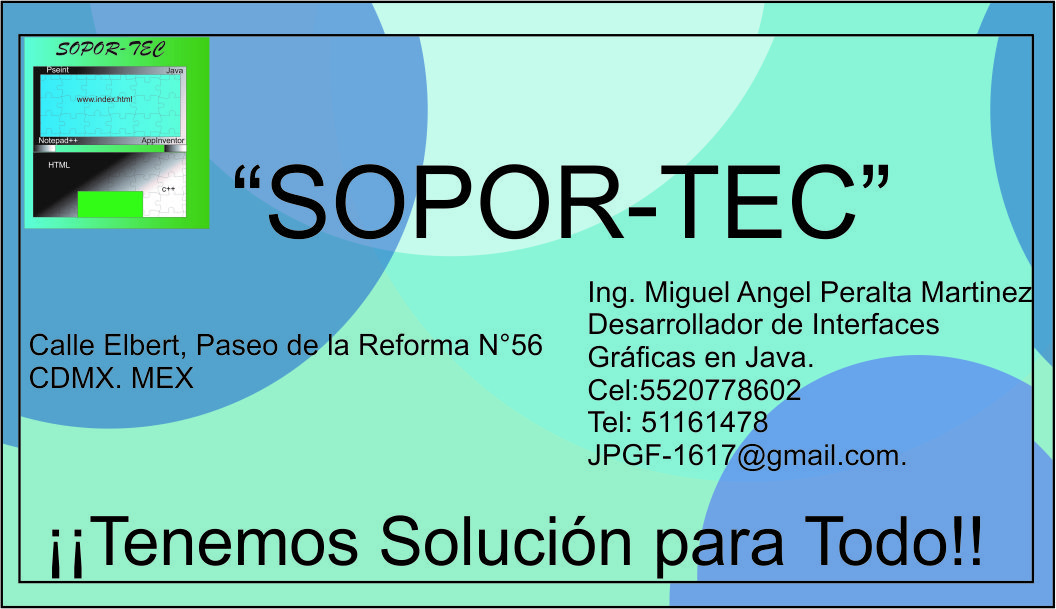 SOPOR-TEC
Pseint Java
www.index.html
Notepad++ AppInventor
HTML
c++
“SOPOR-TEC”
Calle Elbert, Paseo de la Reforma N°56
CDMX. MEX
Ing. Miguel Angel Peralta Martinez
Desarrollador de Interfaces
Gráficas en Java.
Cel:5520778602
Tel: 51161478
JPGF-1617@gmail.com.
¡¡Tenemos Solución para Todo!!